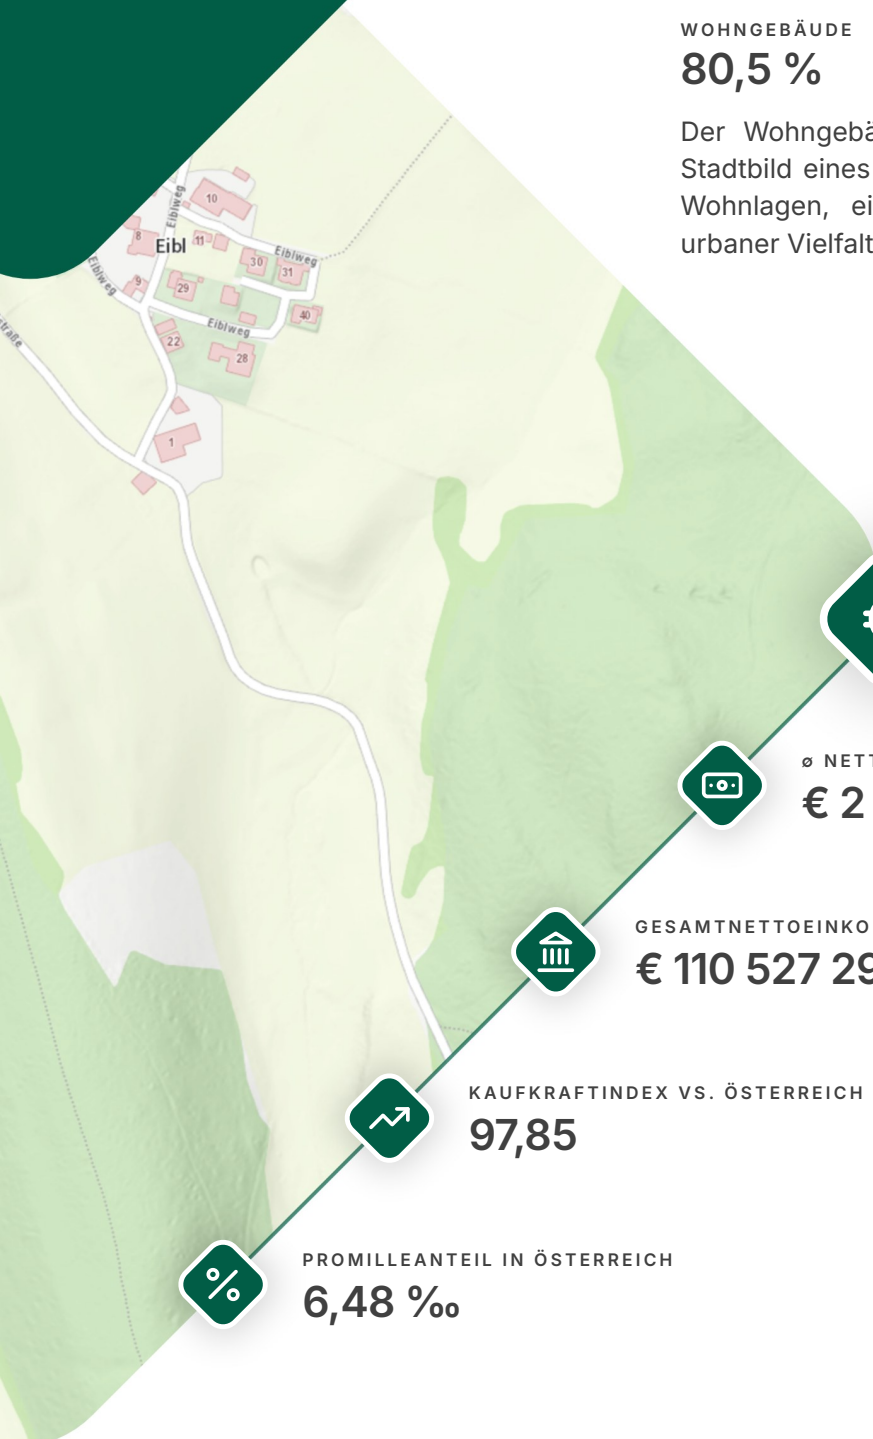 WOHNGEBÄUDE
80,5 %
Der Wohngebä
Stadtbild eines
Wohnlagen, ei
urbaner Vielfalt
10
Eiblweg
8
Eibl
11
Eiblweg
30
31
Eiblweg
9
29
40
Eiblweg
22
28
traße
1
ø NETT
€ 2
GESAMTNETTOEINKO
€ 110 527 29
KAUFKRAFTINDEX VS. ÖSTERREICH
97,85
PROMILLEANTEIL IN ÖSTERREICH
6,48 ‰